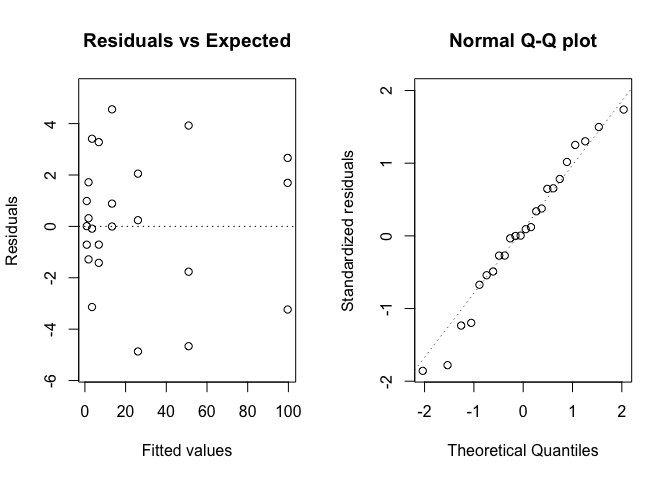 Residuals vs Expected
Residuals
4
2
0
-2
-4
-6
0 20 40 60 80 100
Fitted values
Normal Q-Q plot
Standardized residuals
2
1
0
-1
-2
-2 -1 0 1 2
Theoretical Quantiles